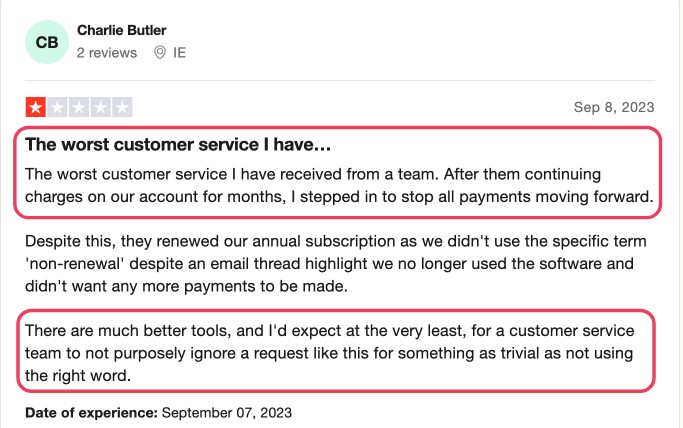 CB
Charlie Butler
2 reviews IE
Sep 8, 2023
The worst customer service I have…
The worst customer service I have received from a team. After them continuing
charges on our account for months, I stepped in to stop all payments moving forward.
Despite this, they renewed our annual subscription as we didn't use the specific term
'non-renewal' despite an email thread highlight we no longer used the software and
didn't want any more payments to be made.
There are much better tools, and I'd expect at the very least, for a customer service
team to not purposely ignore a request like this for something as trivial as not using
the right word.
Date of experience: September 07, 2023